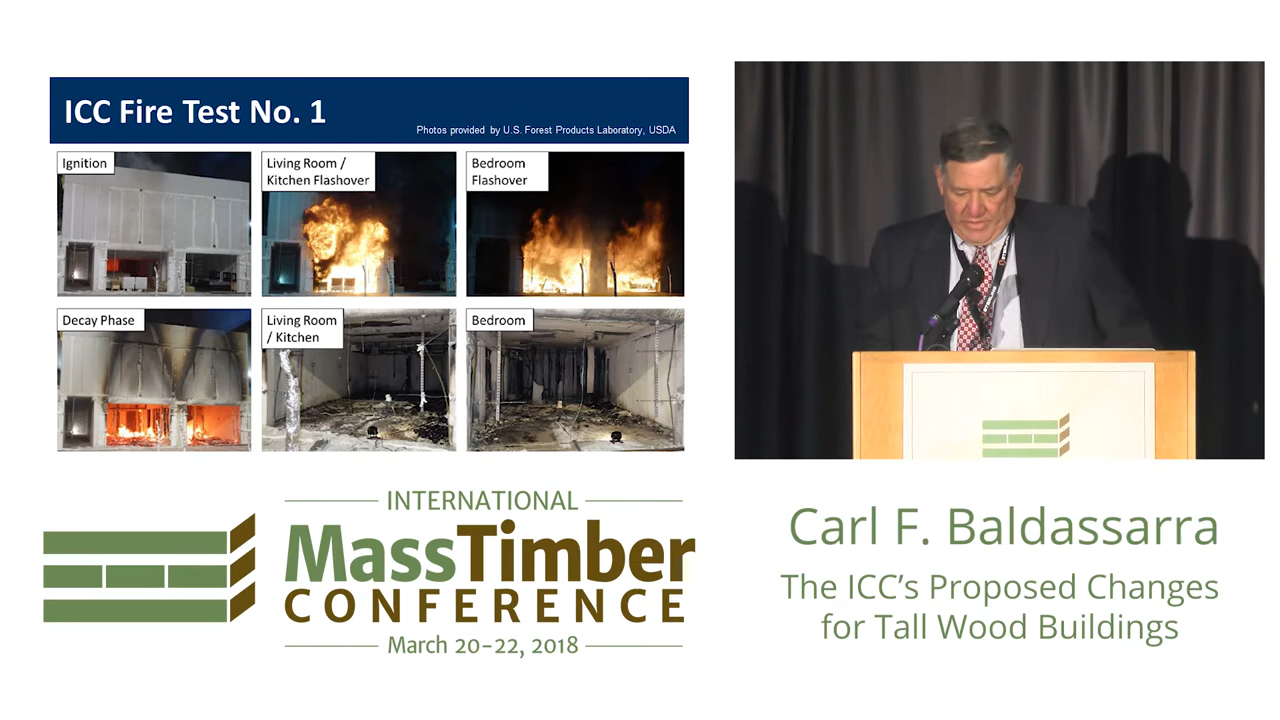 ICC Fire Test No. 1
Photos provided by U.S. Forest Products Laboratory, USDA
Ignition
Living Room /
Kitchen Flashover
Bedroom
Flashover
Decay Phase
Living Room
/ Kitchen
Bedroom
INTERNATIONAL
MassTimber
CONFERENCE
March 20-22, 2018
Carl F. Baldassarra
The ICC's Proposed Changes
for Tall Wood Buildings